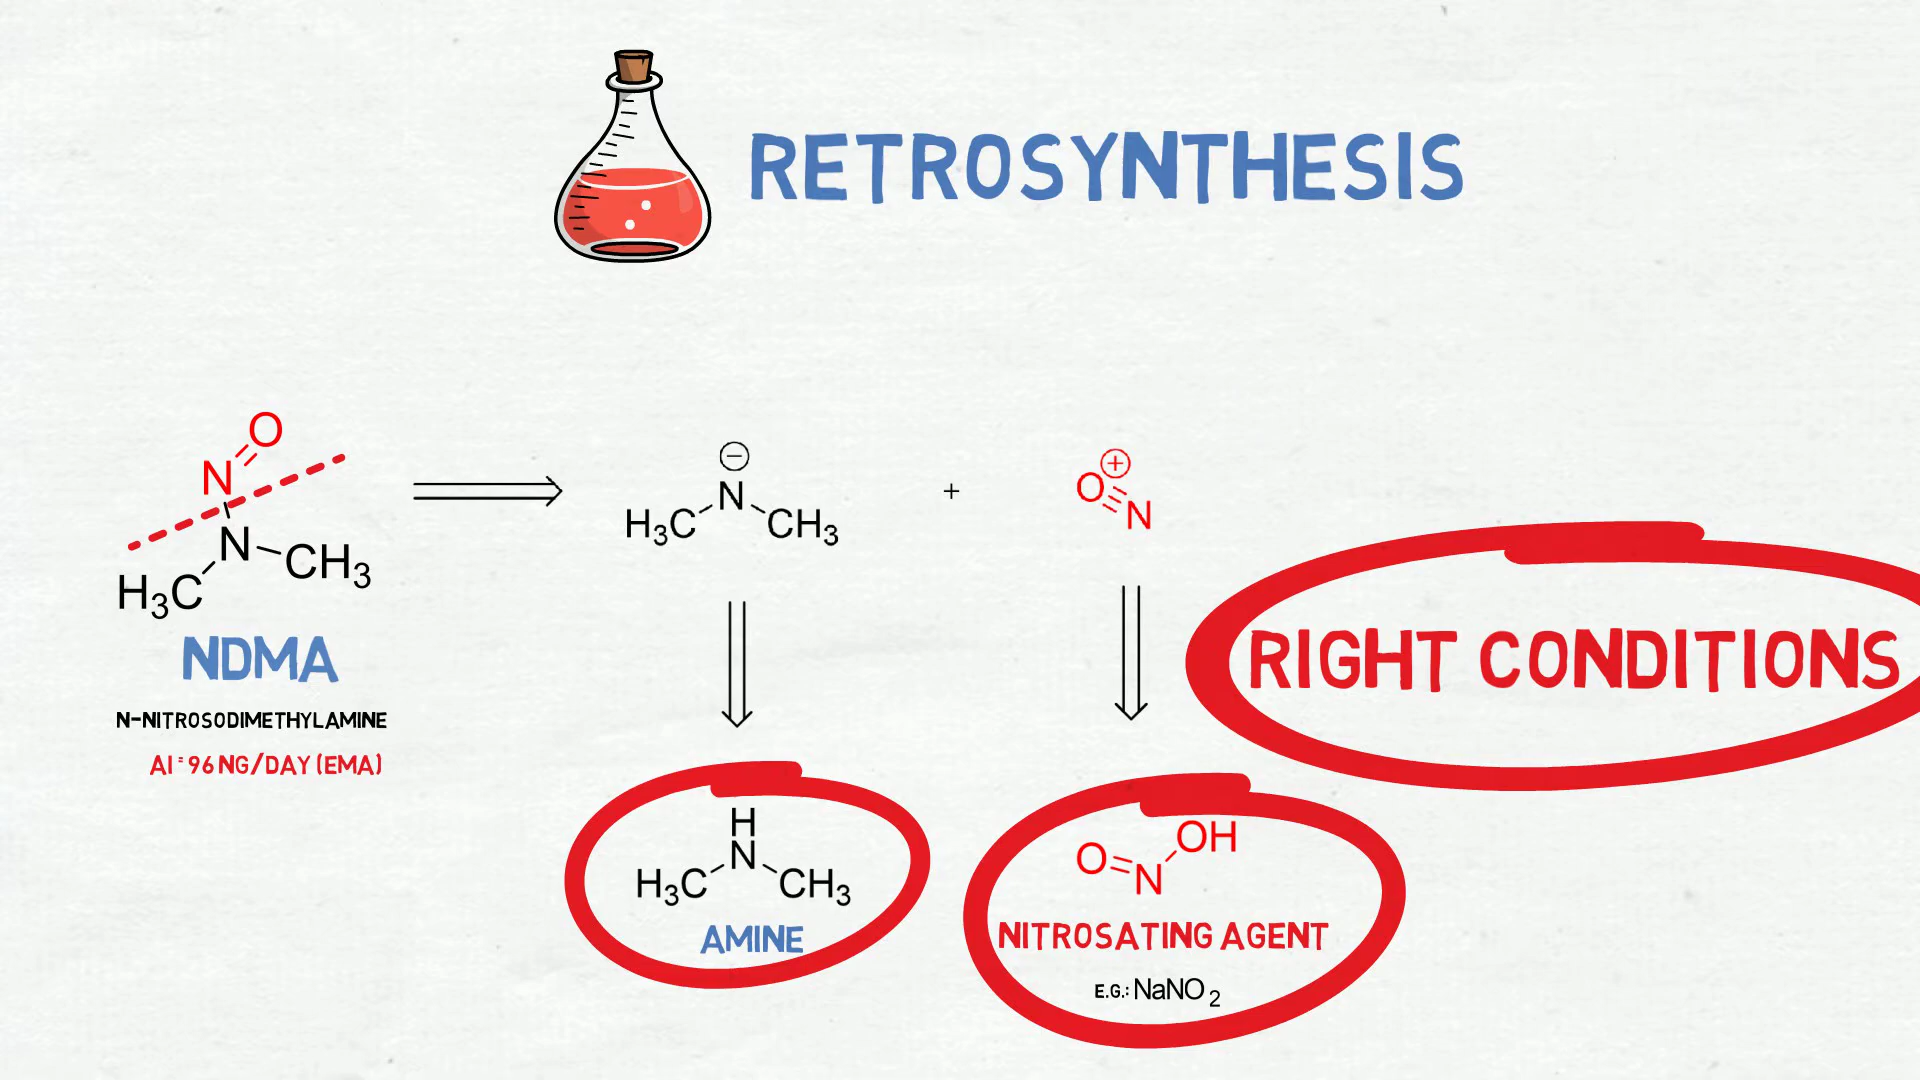 RETROSYNTHESIS
O
N
N
CH3
H3C
NDMA
N-NITROSODIMETHYLAMINE
AI=96 NG/DAY (EMA)
−
N
H3C
CH3
+
+
O
N
RIGHT CONDITIONS
H
N
H3C
CH3
AMINE
OH
O
N
NITROSATING AGENT
E.G.: NaNO2